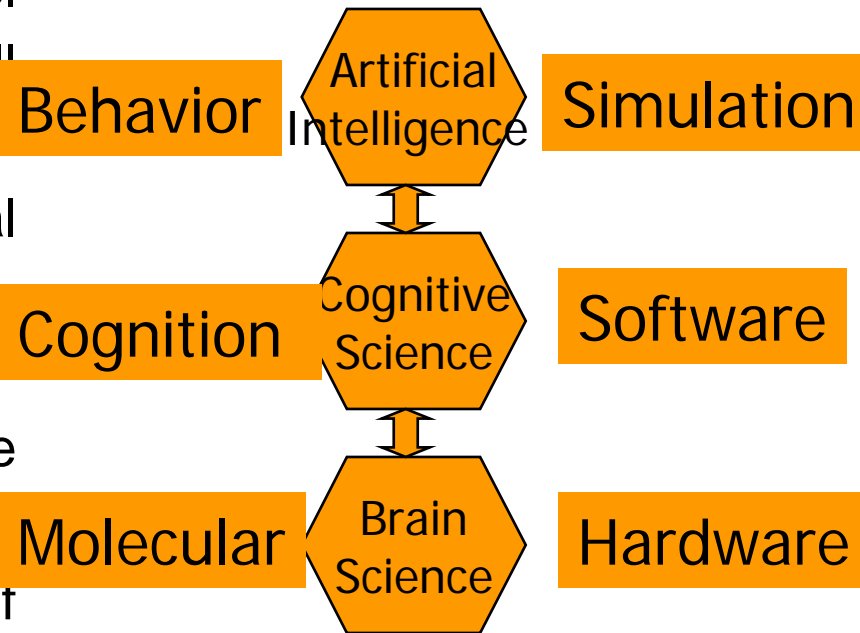 Behavior
Artificial
Intelligence
Simulation
Cognition
Cognitive
Science
Software
Molecular
Brain
Science
Hardware